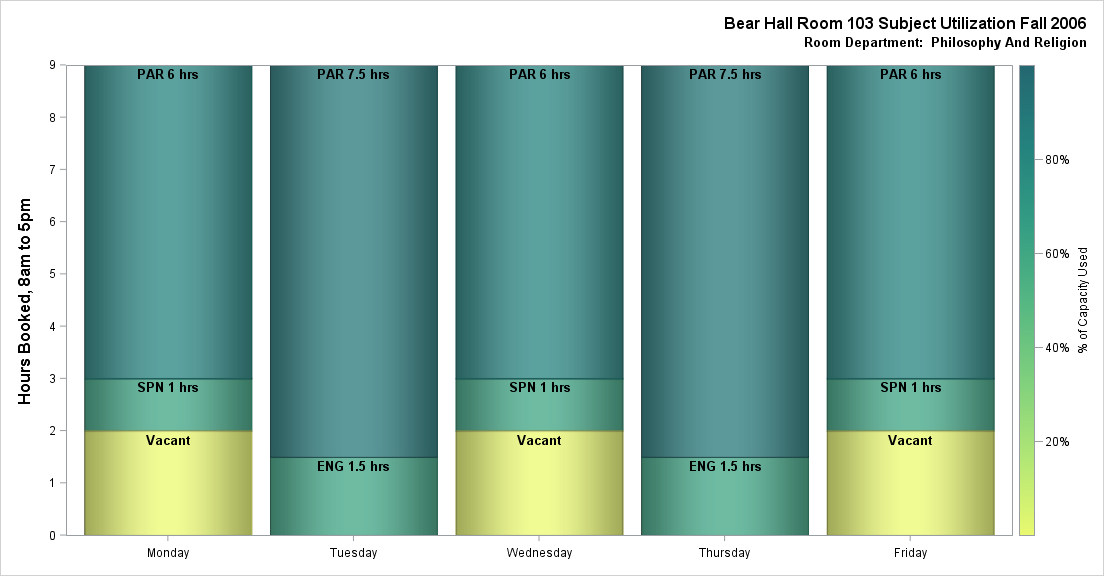 Bear Hall Room 103 Subject Utilization Fall 2006
Room Department:  Philosophy And Religion
Hours Booked, 8am to 5pm
9
8
7
6
5
4
3
2
1
0
PAR 6 hrs
PAR 7.5 hrs
PAR 6 hrs
PAR 7.5 hrs
PAR 6 hrs
SPN 1 hrs
SPN 1 hrs
SPN 1 hrs
Vacant
ENG 1.5 hrs
Vacant
ENG 1.5 hrs
Vacant
Monday
Tuesday
Wednesday
Thursday
Friday
80%
60%
40%
20%
% of Capacity Used